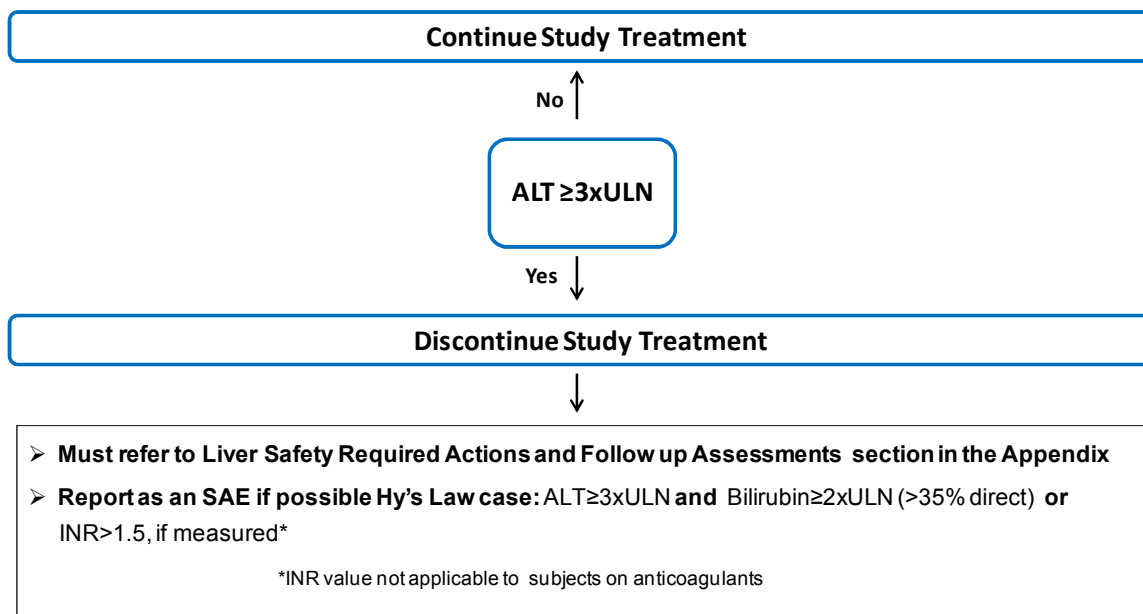 Continue Study Treatment
No
ALT ≥3xULN
Yes
Discontinue Study Treatment
➢ Must refer to Liver Safety Required Actions and Follow up Assessments section in the Appendix
➢ Report as an SAE if possible Hy's Law case: ALT≥3xULN and Bilirubin≥2xULN (>35% direct) or
INR>1.5, if measured*
*INR value not applicable to subjects on anticoagulants